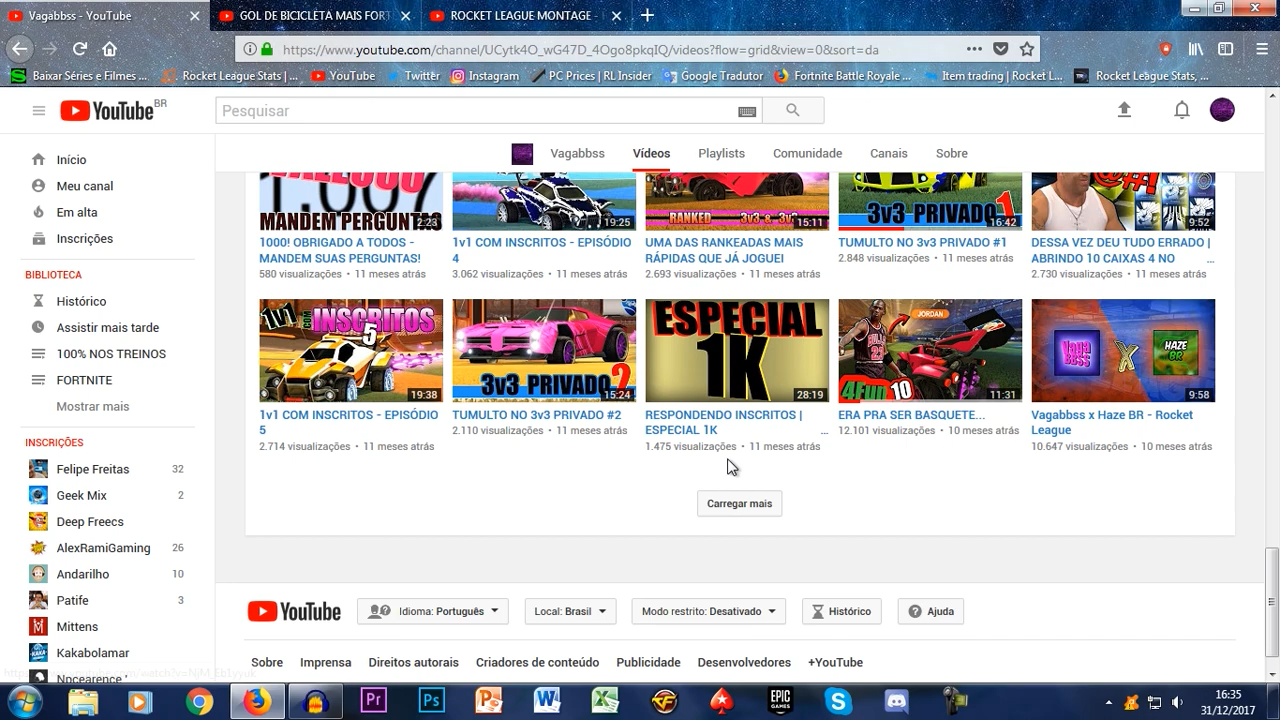 Vagabbss - YouTube
GOL DE BICICLETA MAIS FORT
ROCKET LEAGUE MONTAGE -
https://www.youtube.com/channel/UCytk4O_wG47D_4Ogo8pkqIQ/videos?flow=grid&view=0&sort=da
Baixar Séries e Filmes ...
Rocket League Stats | ...
YouTube
Twitter
Instagram
PC Prices | RL Insider
Google Tradutor
Fortnite Battle Royale ...
Item trading | Rocket L...
Rocket League Stats, ...
YouTube BR
Pesquisar
Vagabbss
Vídeos
Playlists
Comunidade
Canais
Sobre
Início
Meu canal
Em alta
Inscrições
BIBLIOTECA
Histórico
Assistir mais tarde
100% NOS TREINOS
FORTNITE
Mostrar mais
INSCRIÇÕES
Felipe Freitas 32
Geek Mix 2
Deep Freecs
AlexRamiGaming 26
Andarilho 10
Patife 3
Mittens
Kakabolamar
Nocearence
MANDEM PERGUNT
2:23
1000! OBRIGADO A TODOS -
MANDEM SUAS PERGUNTAS!
580 visualizações • 11 meses atrás
19:25
1v1 COM INSCRITOS - EPISÓDIO
4
3.062 visualizações • 11 meses atrás
RANKED 3v3 & 3v3
15:11
UMA DAS RANKEADAS MAIS
RÁPIDAS QUE JÁ JOGUEI
2.693 visualizações • 11 meses atrás
3v3 PRIVADO 1
16:42
TUMULTO NO 3v3 PRIVADO #1
2.848 visualizações • 11 meses atrás
9:52
DESSA VEZ DEU TUDO ERRADO |
ABRINDO 10 CAIXAS 4 NO ...
2.730 visualizações • 11 meses atrás
1v1 COM INSCRITOS 5
19:38
1v1 COM INSCRITOS - EPISÓDIO
5
2.714 visualizações • 11 meses atrás
3v3 PRIVADO 2
15:24
TUMULTO NO 3v3 PRIVADO #2
2.110 visualizações • 11 meses atrás
ESPECIAL
1K
28:19
RESPONDENDO INSCRITOS |
ESPECIAL 1K ...
1.475 visualizações • 11 meses atrás
JORDAN
4Fun 10
11:31
ERA PRA SER BASQUETE...
12.101 visualizações • 10 meses atrás
Vaga BBSS X HAZE BR
9:58
Vagabbss x Haze BR - Rocket
League
10.647 visualizações • 10 meses atrás
Carregar mais
YouTube
Idioma: Português
Local: Brasil
Modo restrito: Desativado
Histórico
Ajuda
Sobre
Imprensa
Direitos autorais
Criadores de conteúdo
Publicidade
Desenvolvedores
+YouTube
16:35
31/12/2017